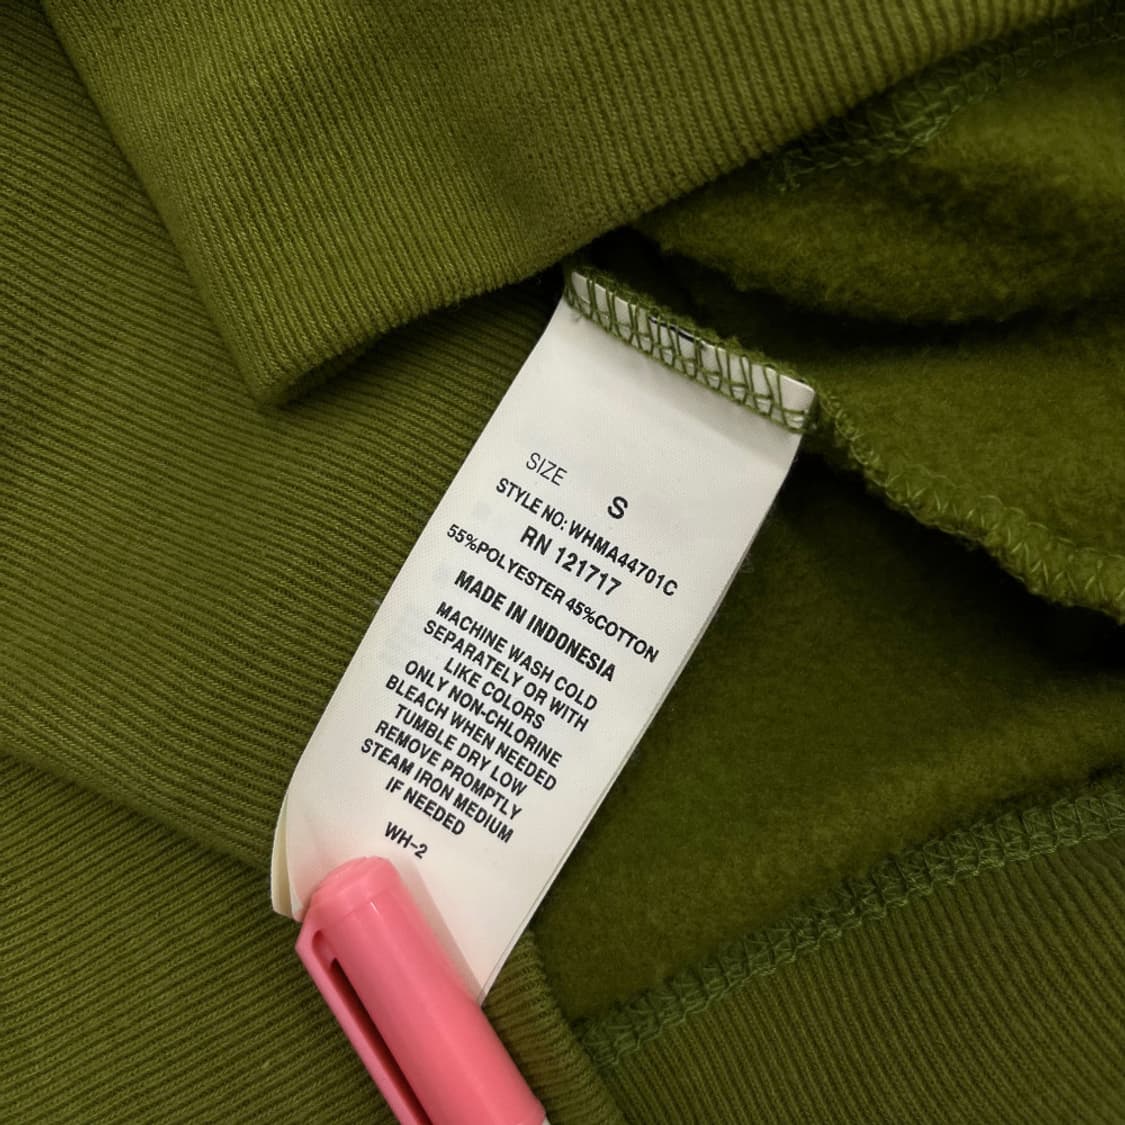 SIZE
S
STYLE NO: WHMA44701C
RN 121717
55%POLYESTER 45%COTTON
MADE IN INDONESIA
MACHINE WASH COLD
SEPARATELY OR WITH
LIKE COLORS
ONLY NON-CHLORINE
BLEACH WHEN NEEDED
TUMBLE DRY LOW
REMOVE PROMPTLY
STEAM IRON MEDIUM
IF NEEDED
WH-2